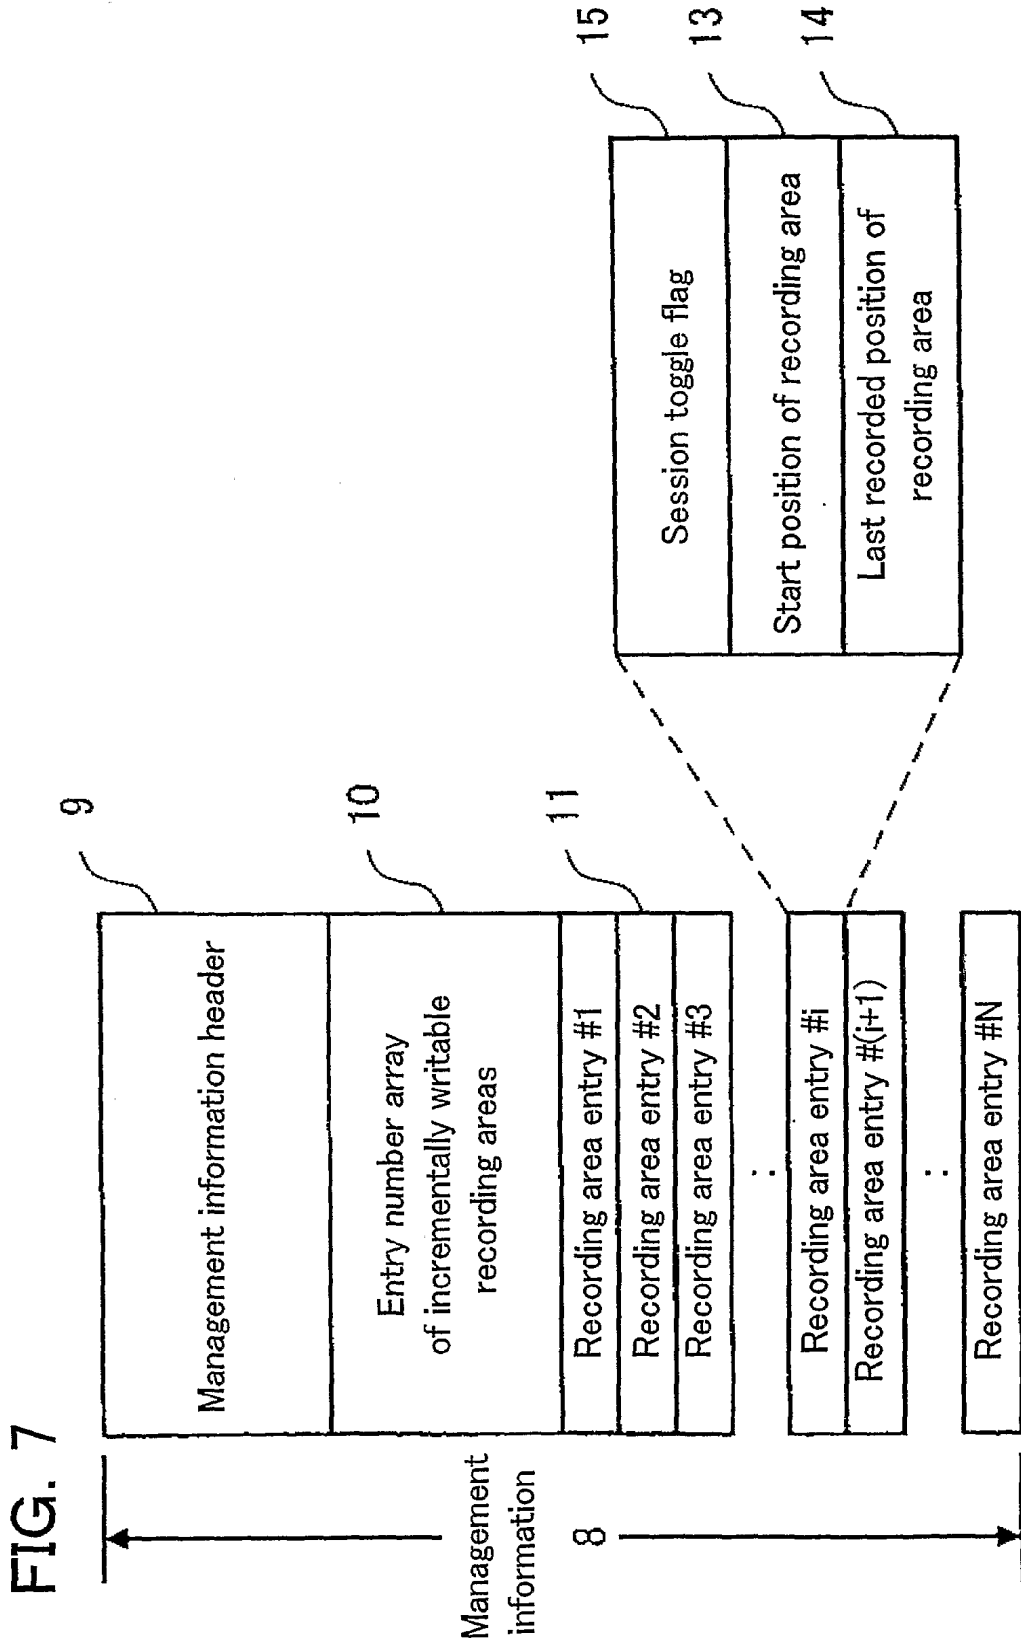 FIG. 7
Management
information
8
Management information header
9
Entry number array
of incrementally writable
recording areas
10
Recording area entry #1
11
Recording area entry #2
Recording area entry #3
:
Recording area entry #i
Recording area entry #(i+1)
:
Recording area entry #N
Session toggle flag
15
Start position of recording area
13
Last recorded position of
recording area
14